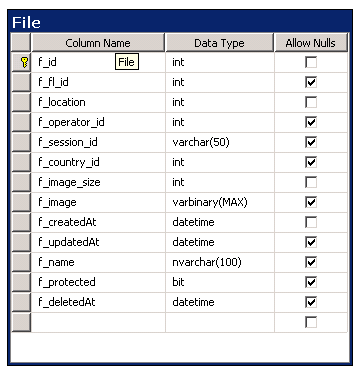 File
Column Name Data Type Allow Nulls
f_id File int
f_fl_id int
f_location int
f_operator_id int
f_session_id varchar(50)
f_country_id int
f_image_size int
f_image varbinary(MAX)
f_createdAt datetime
f_updatedAt datetime
f_name nvarchar(100)
f_protected bit
f_deletedAt datetime